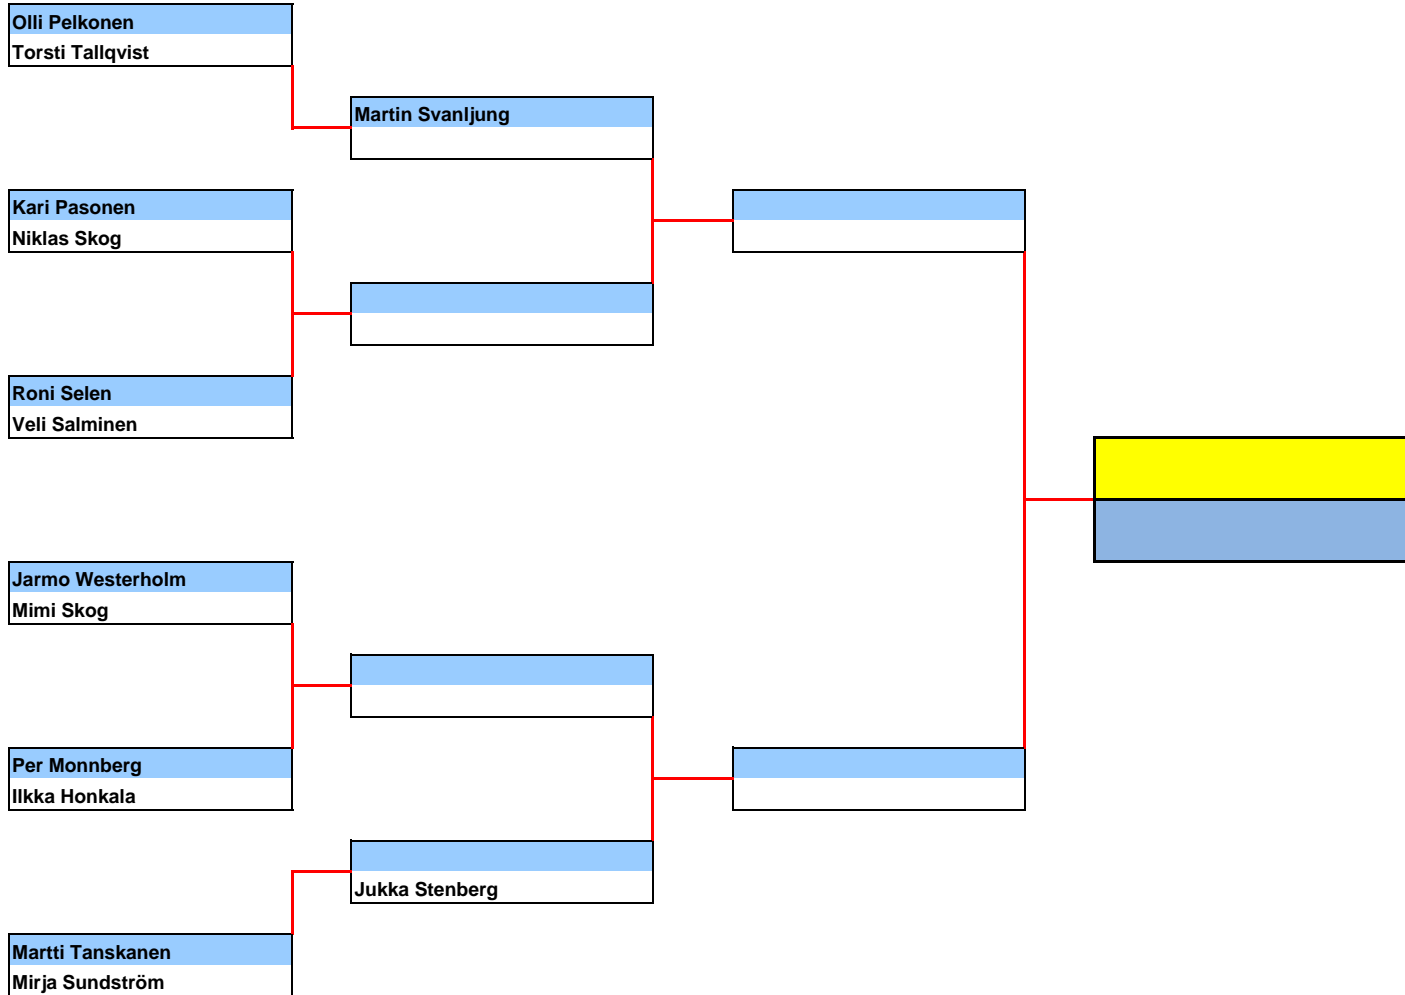 Olli Pelkonen
Torsti Tallqvist
Martin Svanljung
Kari Pasonen
Niklas Skog
Roni Selen
Veli Salminen
Jarmo Westerholm
Mimi Skog
Per Monnberg
Ilkka Honkala
Jukka Stenberg
Martti Tanskanen
Mirja Sundström